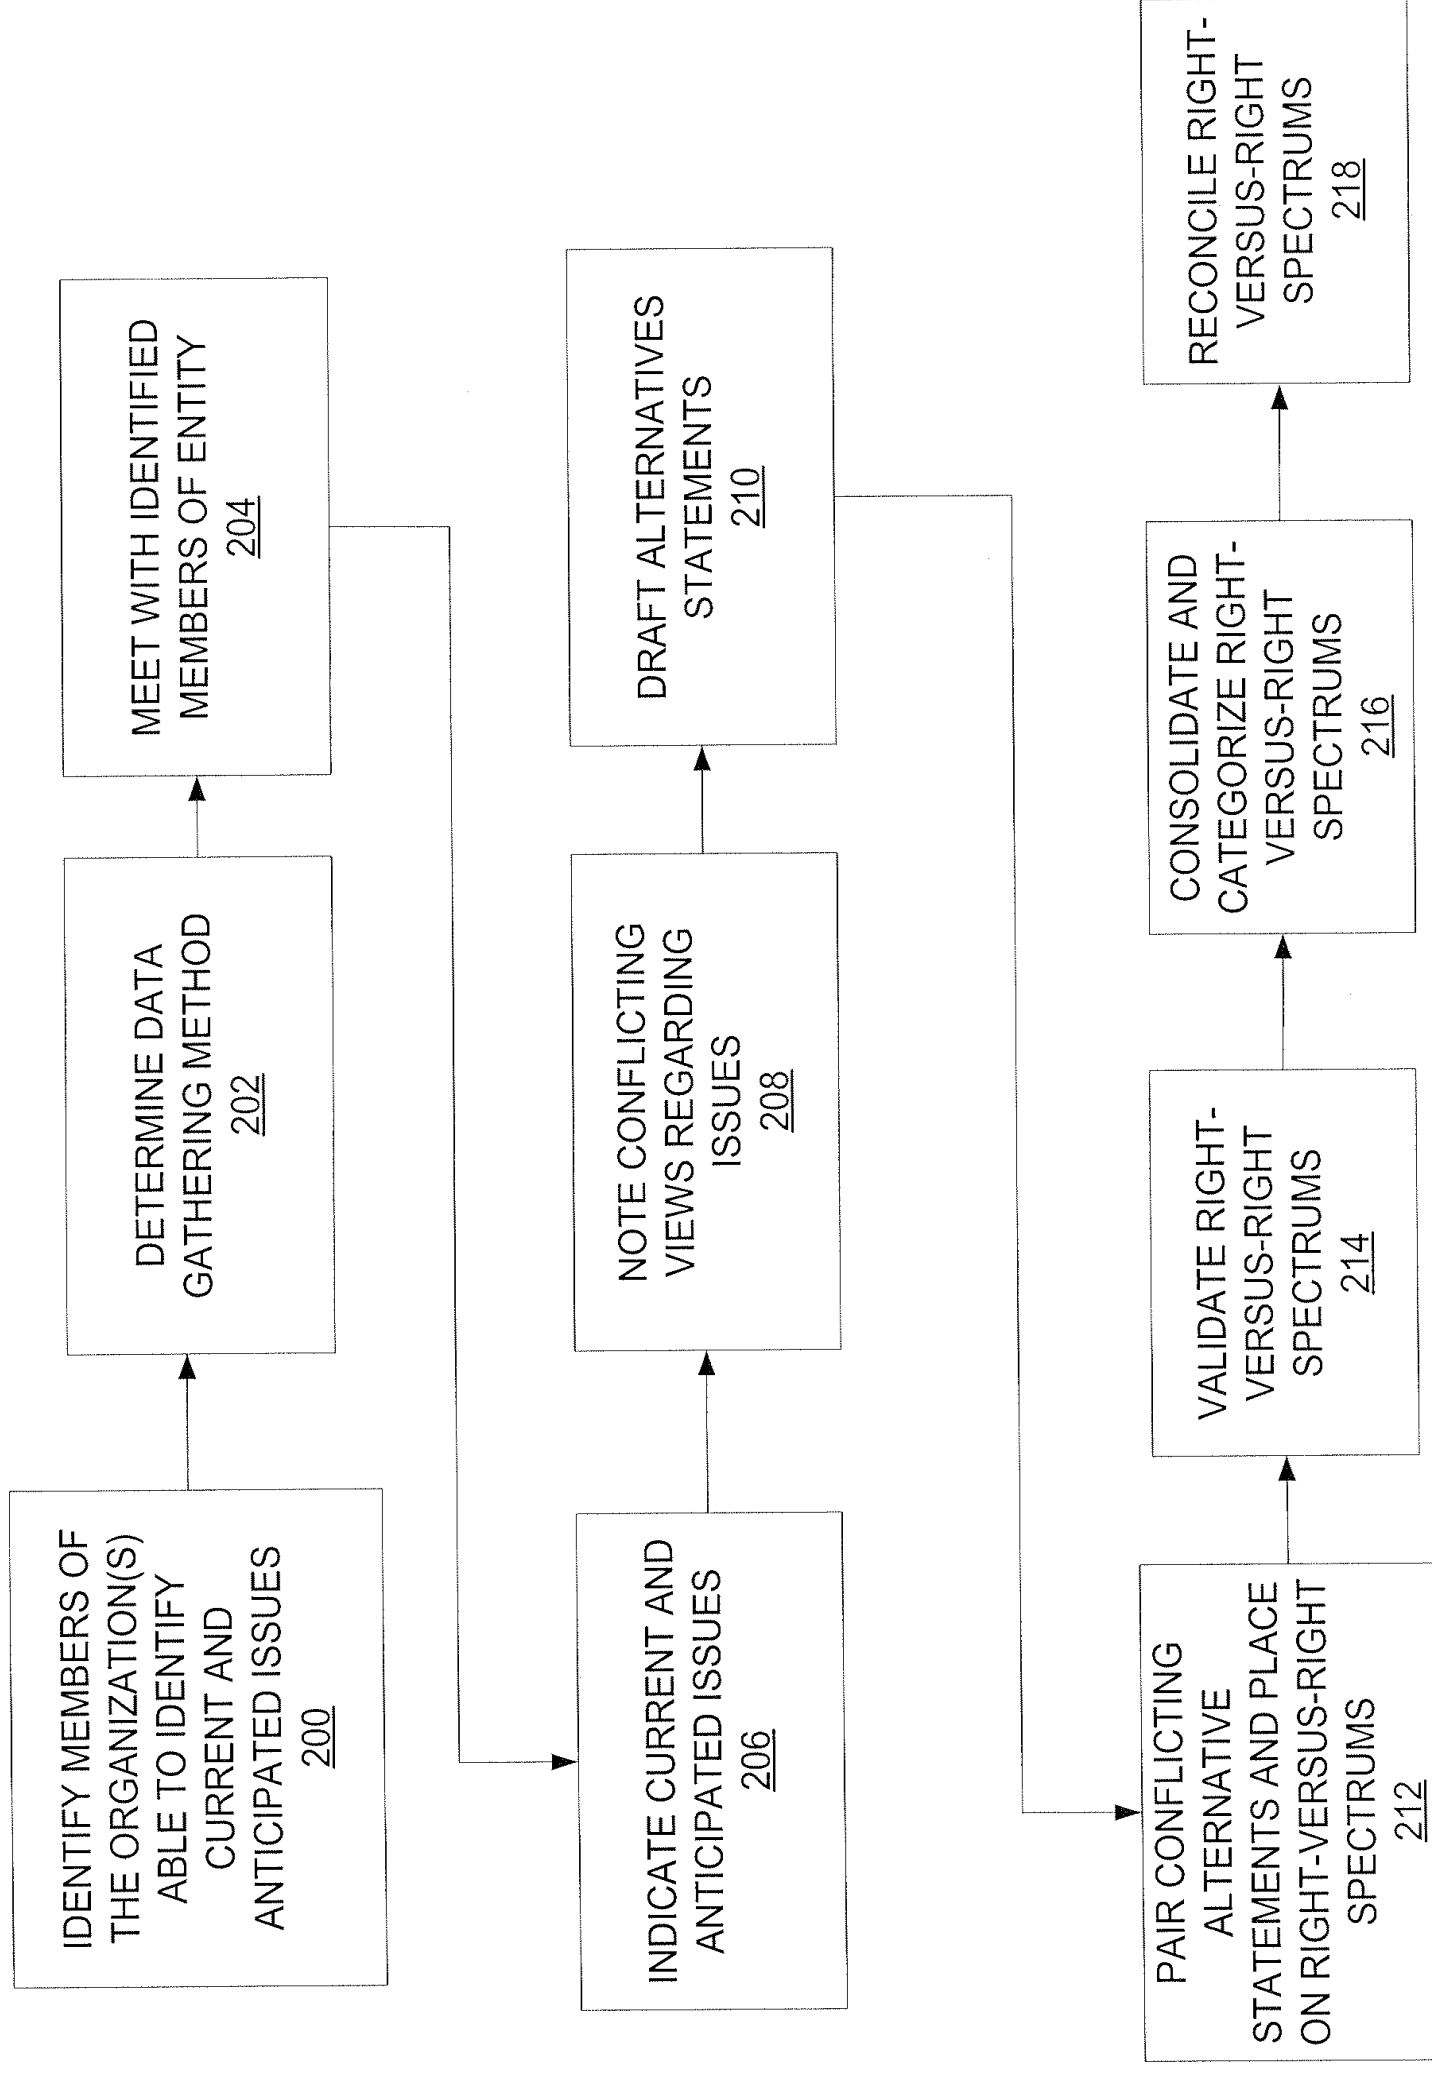 IDENTIFY MEMBERS OF
THE ORGANIZATION(S)
ABLE TO IDENTIFY
CURRENT AND
ANTICIPATED ISSUES
200
DETERMINE DATA
GATHERING METHOD
202
MEET WITH IDENTIFIED
MEMBERS OF ENTITY
204
INDICATE CURRENT AND
ANTICIPATED ISSUES
206
NOTE CONFLICTING
VIEWS REGARDING
ISSUES
208
DRAFT ALTERNATIVES
STATEMENTS
210
PAIR CONFLICTING
ALTERNATIVE
STATEMENTS AND PLACE
ON RIGHT-VERSUS-RIGHT
SPECTRUMS
212
VALIDATE RIGHT-
VERSUS-RIGHT
SPECTRUMS
214
CONSOLIDATE AND
CATEGORIZE RIGHT-
VERSUS-RIGHT
SPECTRUMS
216
RECONCILE RIGHT-
VERSUS-RIGHT
SPECTRUMS
218